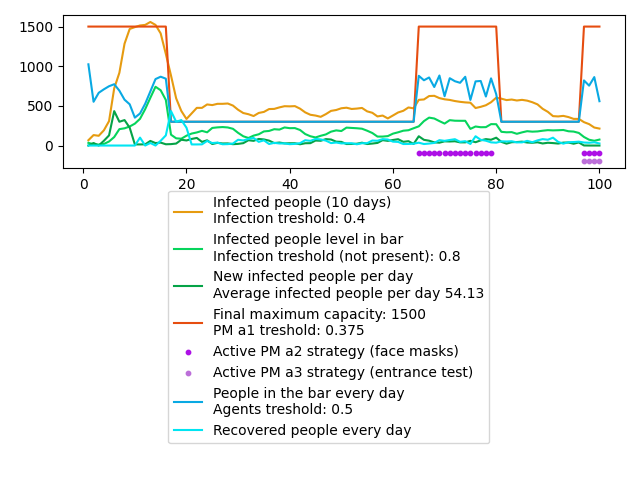 1500
1000
500
0
0 20 40 60 80 100
Infected people (10 days)
Infection treshold: 0.4
Infected people level in bar
Infection treshold (not present): 0.8
New infected people per day
Average infected people per day 54.13
Final maximum capacity: 1500
PM a1 treshold: 0.375
Active PM a2 strategy (face masks)
Active PM a3 strategy (entrance test)
People in the bar every day
Agents treshold: 0.5
Recovered people every day